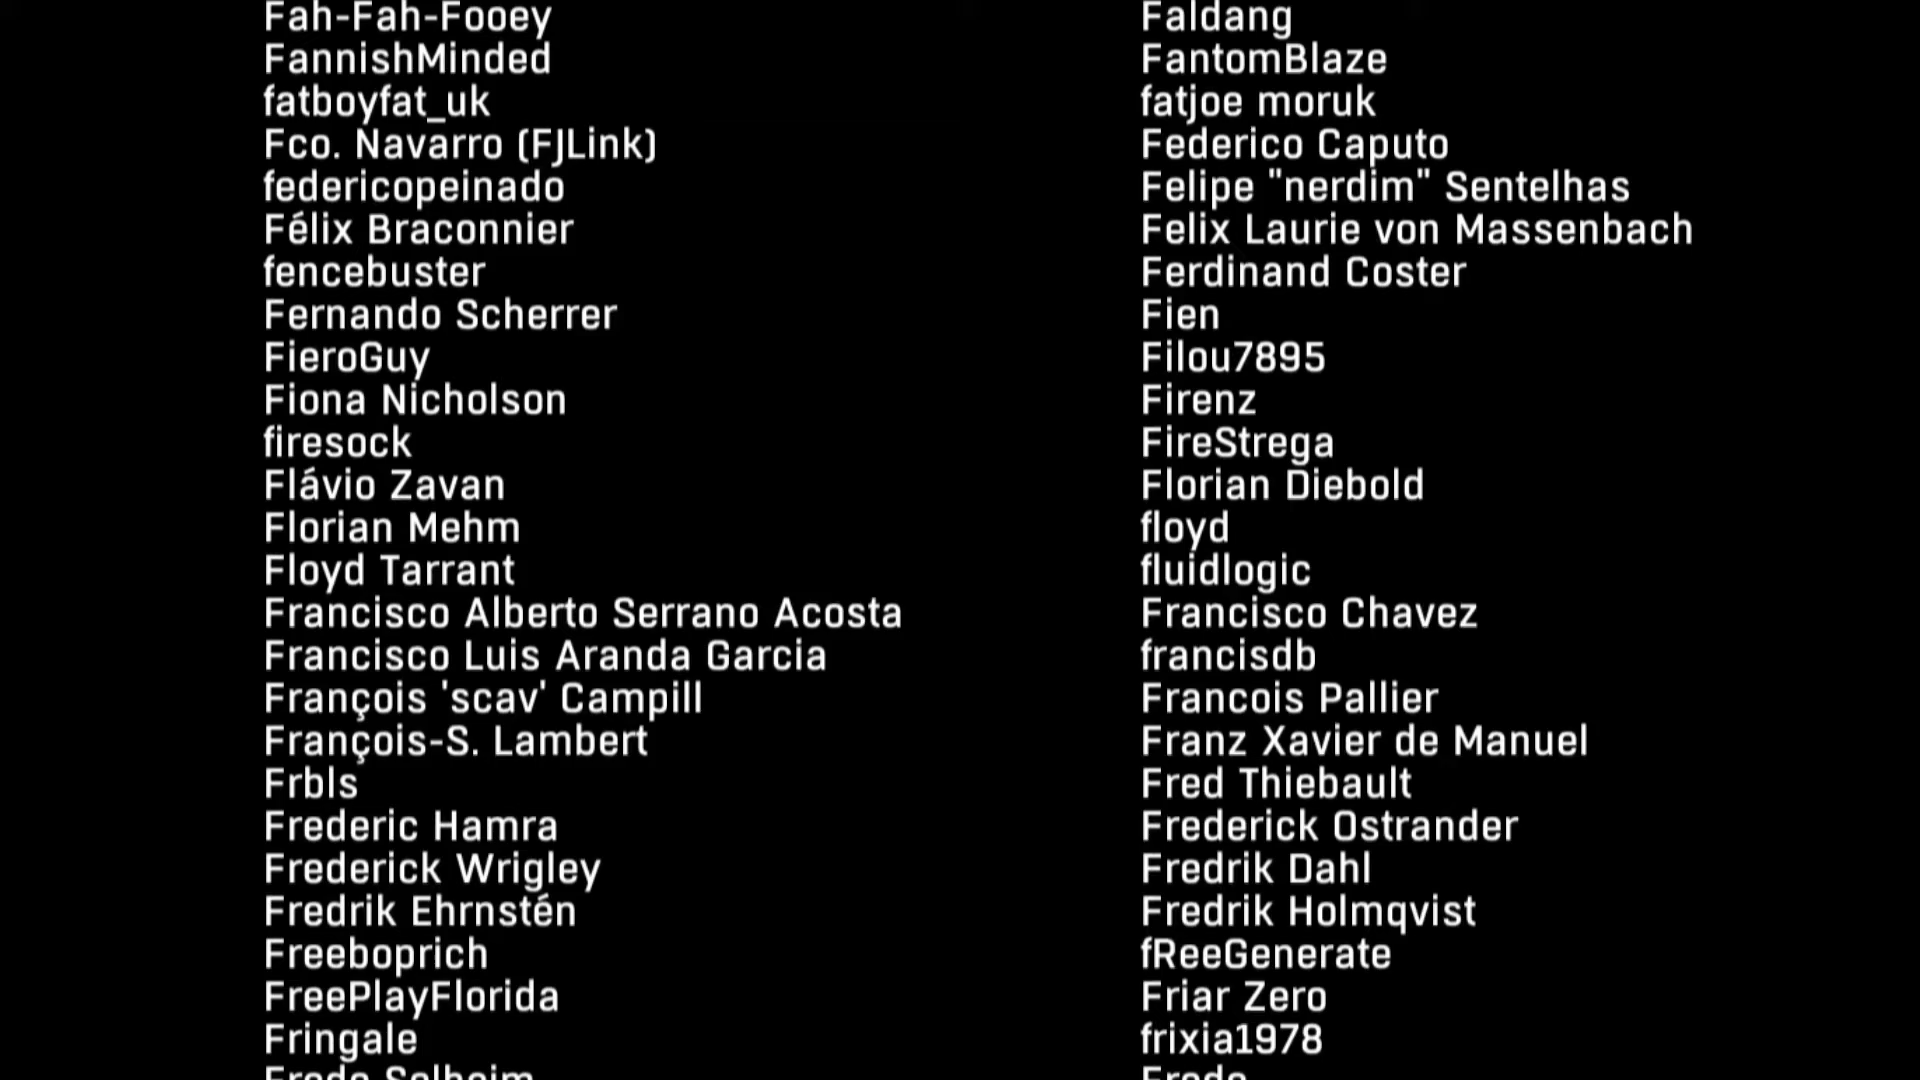 Fah-Fah-Fooey Faldang
FannishMinded FantomBlaze
fatboyfat_uk fatjoe moruk
Fco. Navarro (FJLink) Federico Caputo
federicopeinado Felipe "nerdim" Sentelhas
Félix Braconnier Felix Laurie von Massenbach
fencebuster Ferdinand Coster
Fernando Scherrer Fien
FieroGuy Filou7895
Fiona Nicholson Firenz
firesock FireStrega
Flávio Zavan Florian Diebold
Florian Mehm floyd
Floyd Tarrant fluidlogic
Francisco Alberto Serrano Acosta Francisco Chavez
Francisco Luis Aranda Garcia francisdb
François 'scav' Campill Francois Pallier
François-S. Lambert Franz Xavier de Manuel
Frbls Fred Thiebault
Frederic Hamra Frederick Ostrander
Frederick Wrigley Fredrik Dahl
Fredrik Ehrnstén Fredrik Holmqvist
Freeboprich fReeGenerate
FreePlayFlorida Friar Zero
Fringale frixia1978